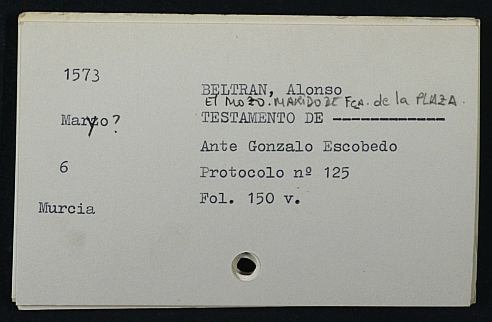 1573
BELTRAN, Alonso
El MOZO. MARIDO DE FCA. de la PLAZA.
Marzo y?
TESTAMENTO DE ------------
Ante Gonzalo Escobedo
6
Protocolo nº 125
Fol. 150 v.
Murcia